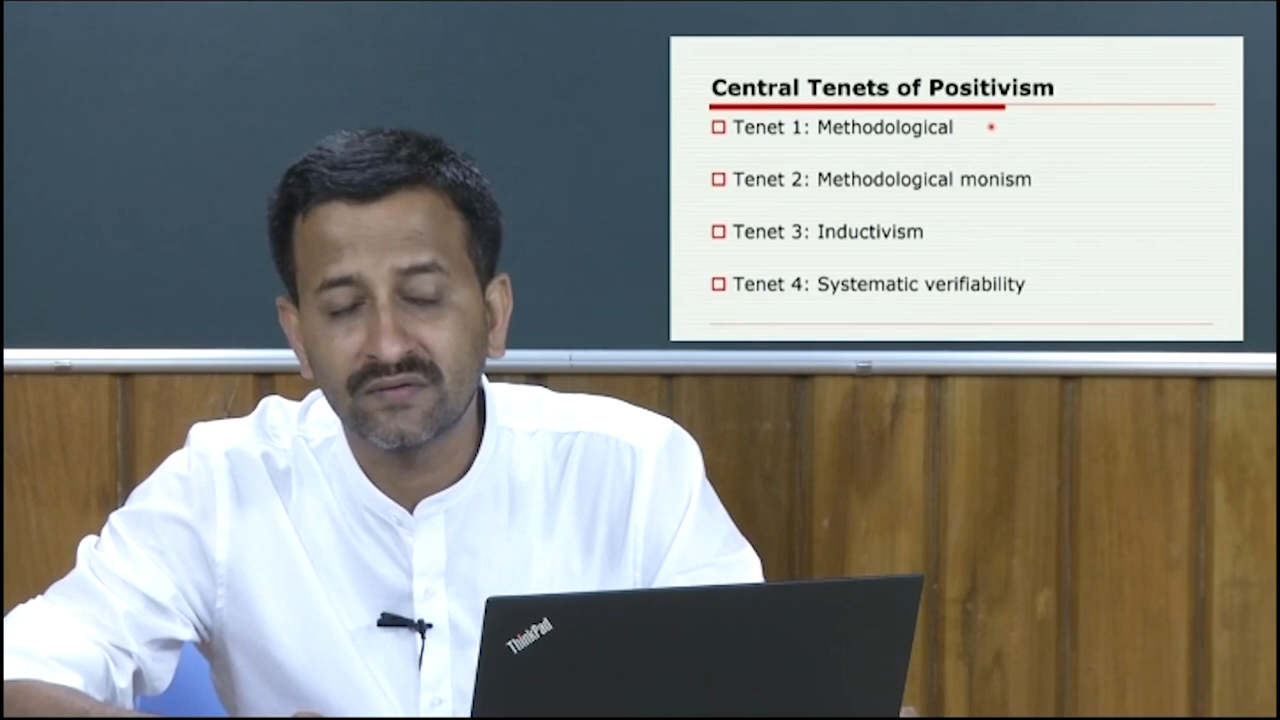 Central Tenets of Positivism
Tenet 1: Methodological
Tenet 2: Methodological monism
Tenet 3: Inductivism
Tenet 4: Systematic verifiability
ThinkPad